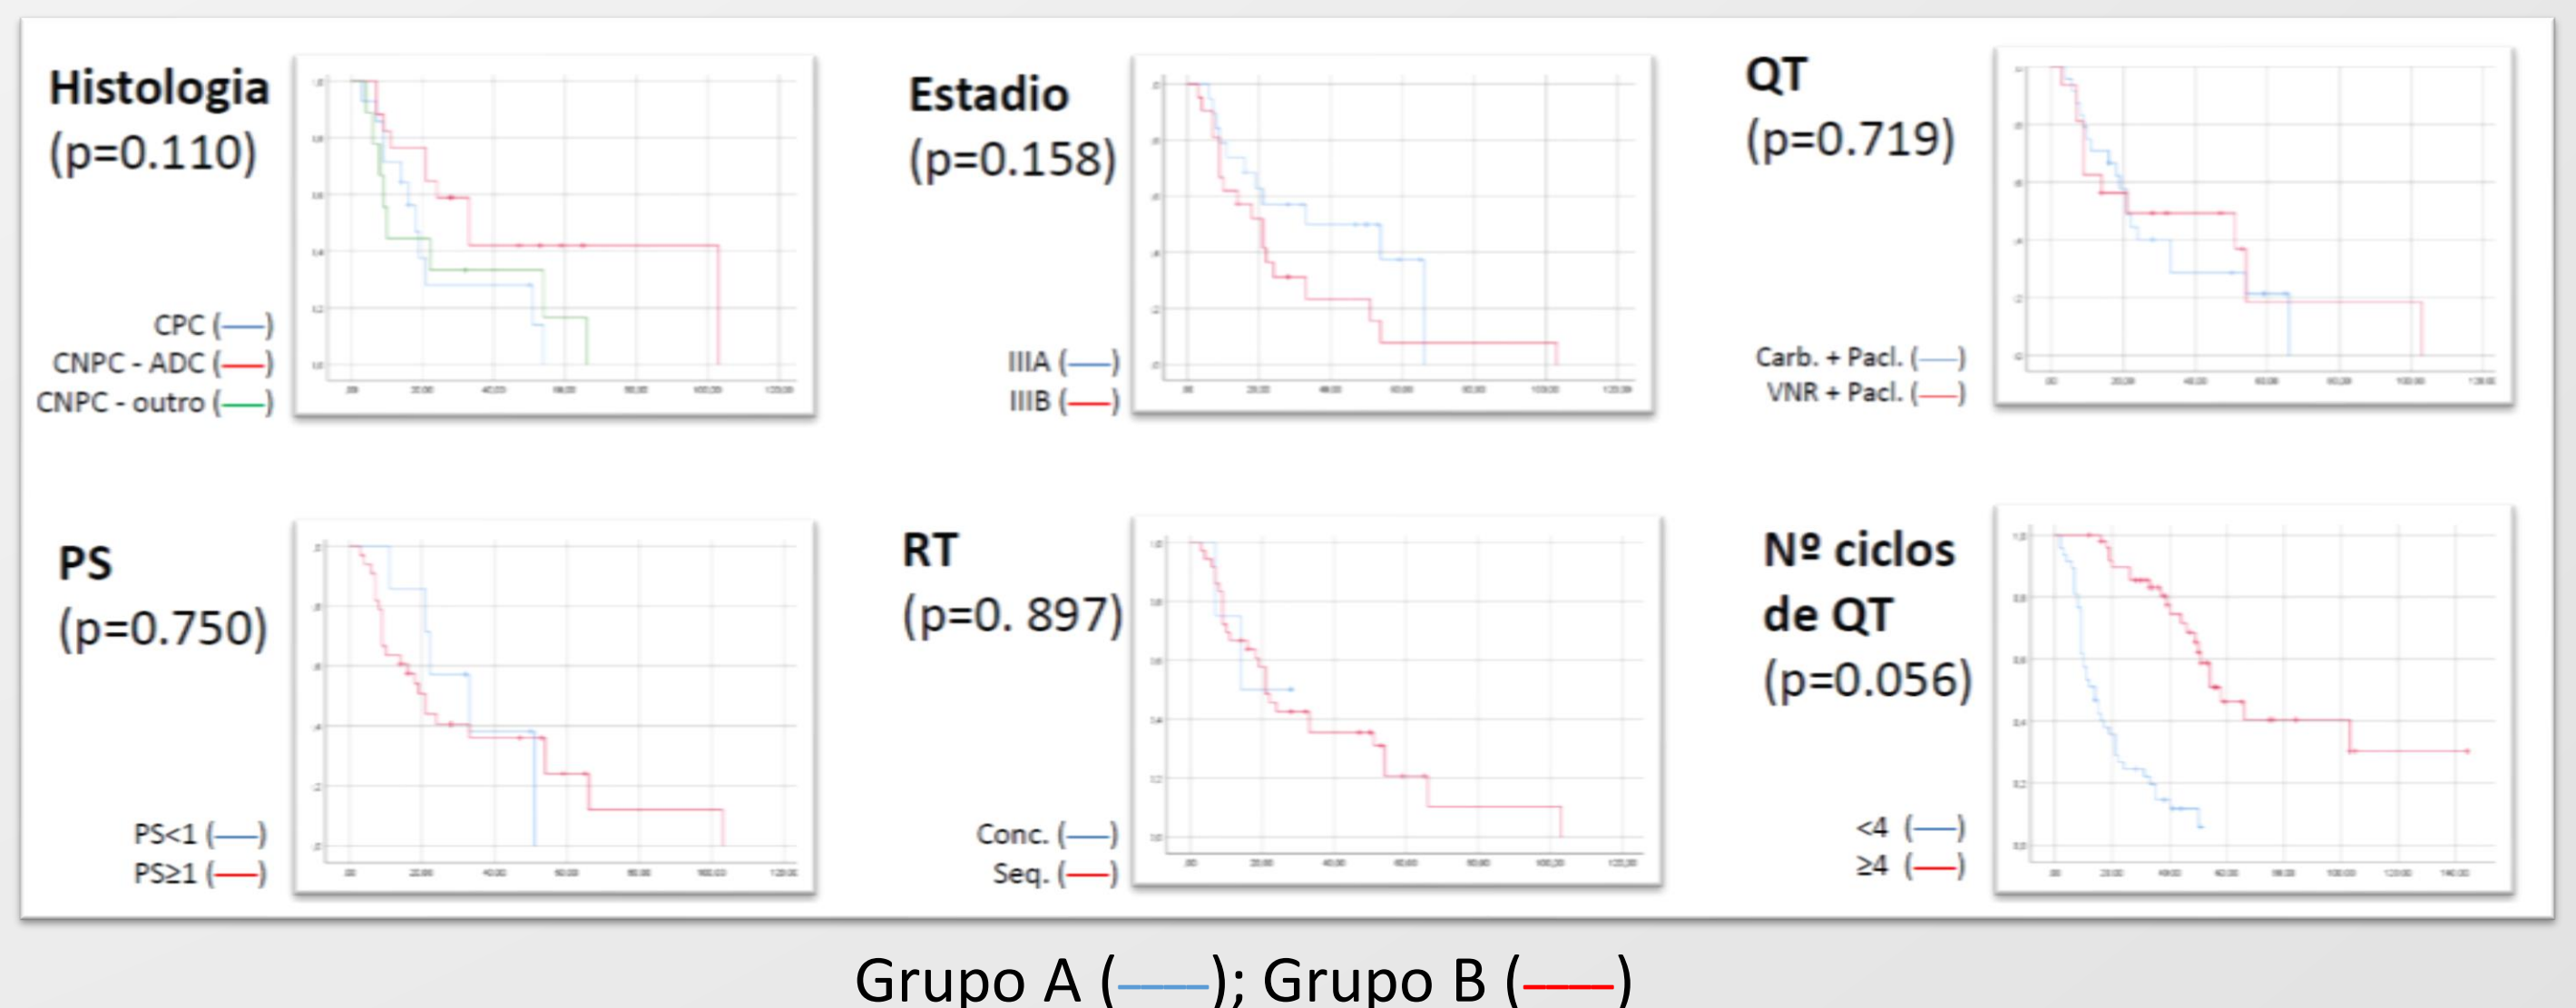 Histologia
(p=0.110)
CPC (—)
CNPC - ADC (—)
CNPC - outro (—)
Estadio
(p=0.158)
IIIA (—)
IIIB (—)
QT
(p=0.719)
Carb. + Pacl. (—)
VNR + Pacl. (—)
PS
(p=0.750)
PS<1 (—)
PS≥1 (—)
RT
(p=0. 897)
Conc. (—)
Seq. (—)
Nº ciclos
de QT
(p=0.056)
<4 (—)
≥4 (—)
Grupo A (——); Grupo B (——)